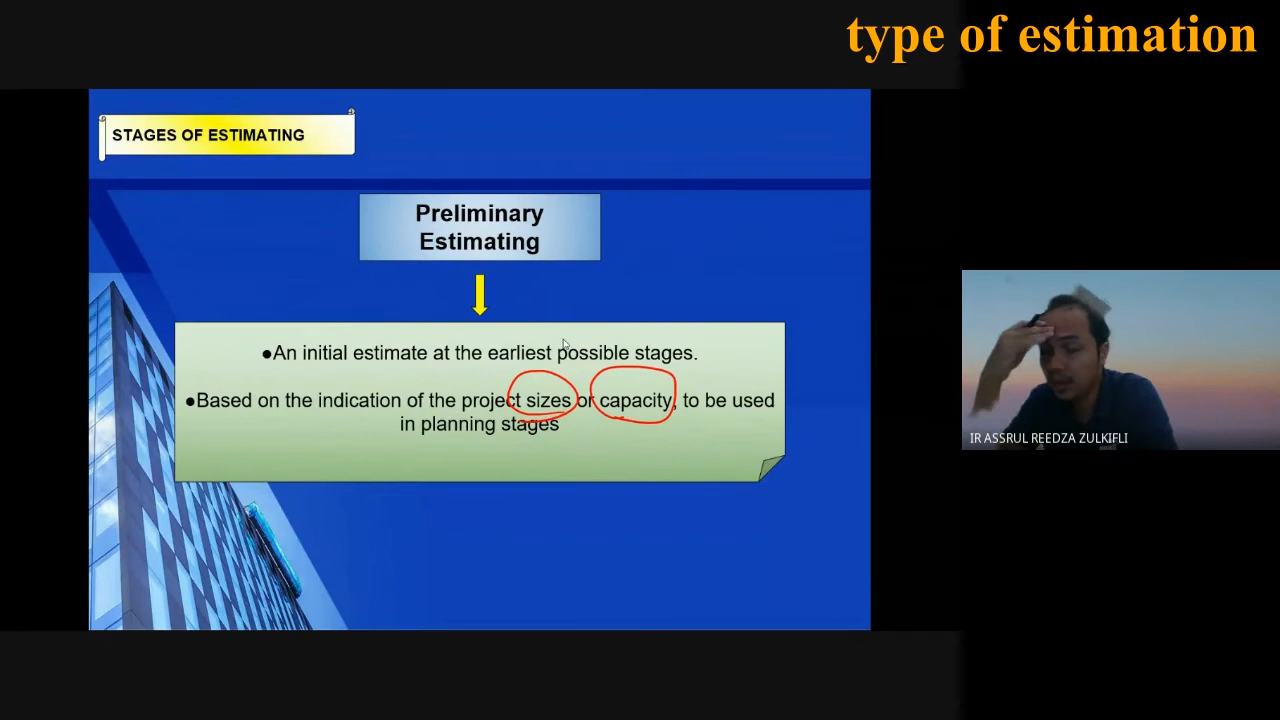 type of estimation
STAGES OF ESTIMATING
Preliminary
Estimating
●An initial estimate at the earliest possible stages.
●Based on the indication of the project sizes or capacity, to be used
in planning stages
IR ASSRUL REEDZA ZULKIFLI